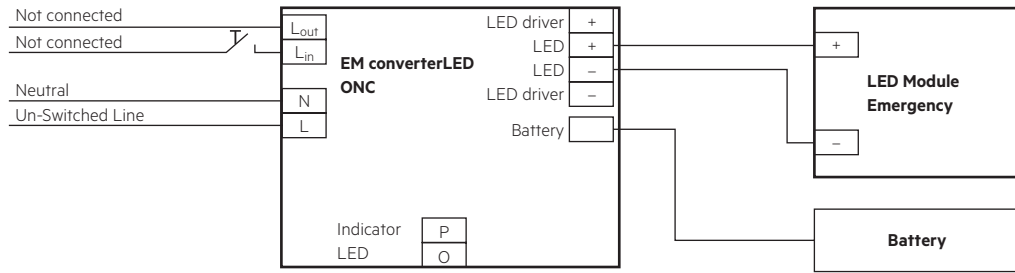 Not connected
Not connected
Neutral
Un-Switched Line
Lout
Lin
N
L
EM converterLED
ONC
LED driver +
LED +
LED –
LED driver –
Battery
Indicator P
LED O
+
–
LED Module
Emergency
Battery